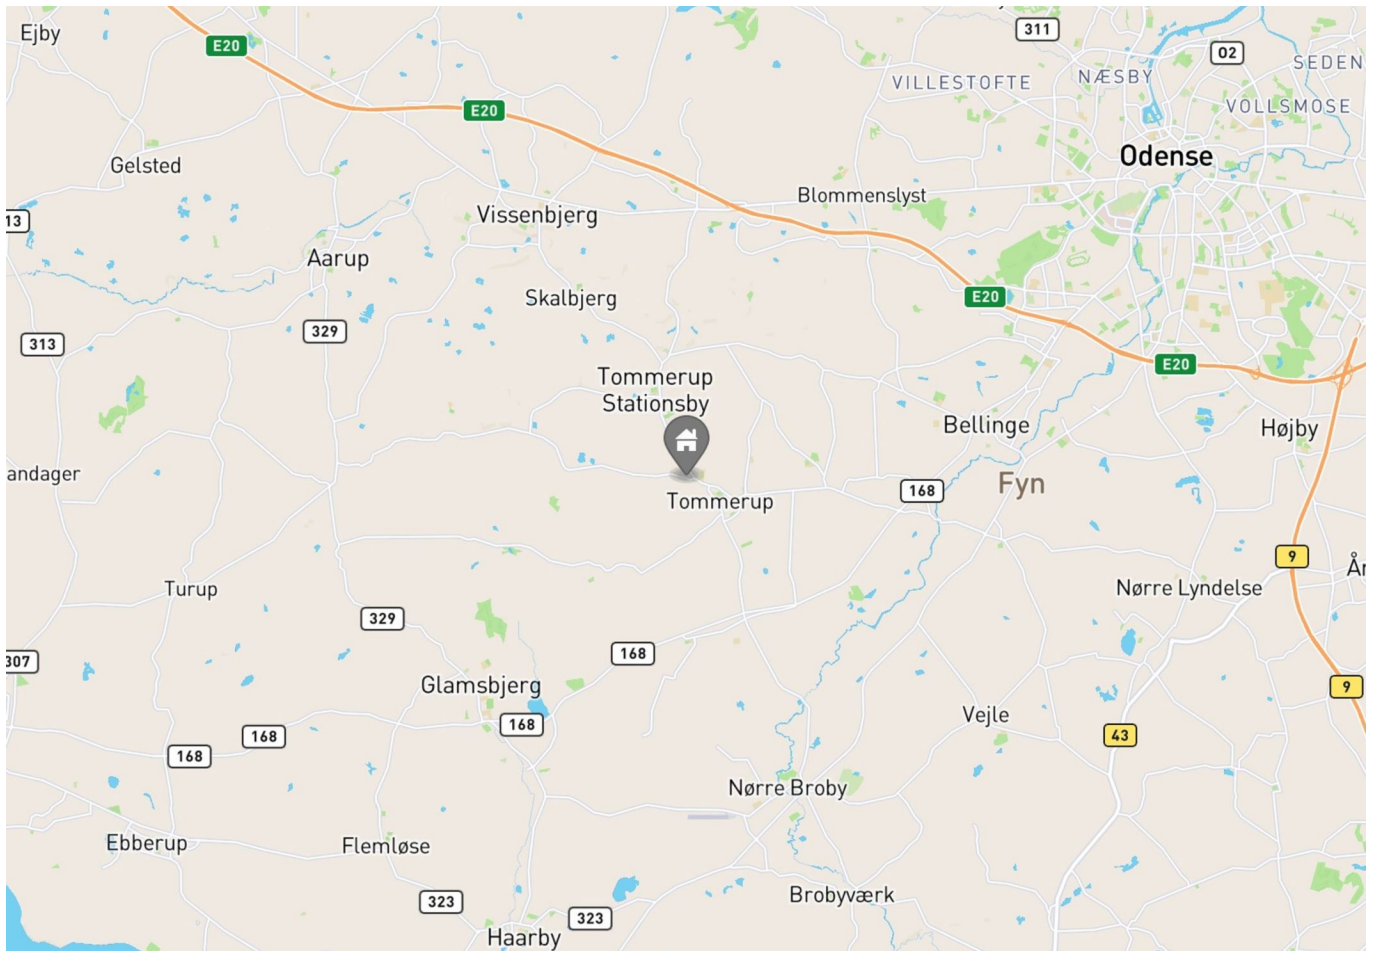 Ejby
E20
311
02
SEDEN
VILLESTOFTE
NÆSBY
E20
VOLLSMOSE
Gelsted
Odense
Blommenslyst
13
Vissenbjerg
Aarup
Skalbjerg
E20
329
313
E20
Tommerup
Stationsby
Bellinge
Højby
andager
Fyn
168
Tommerup
9
År
Turup
Nørre Lyndelse
329
168
307
Glamsbjerg
9
Vejle
168
168
43
168
Nørre Broby
Ebberup
Flemløse
Brobyværk
323
323
Haarby